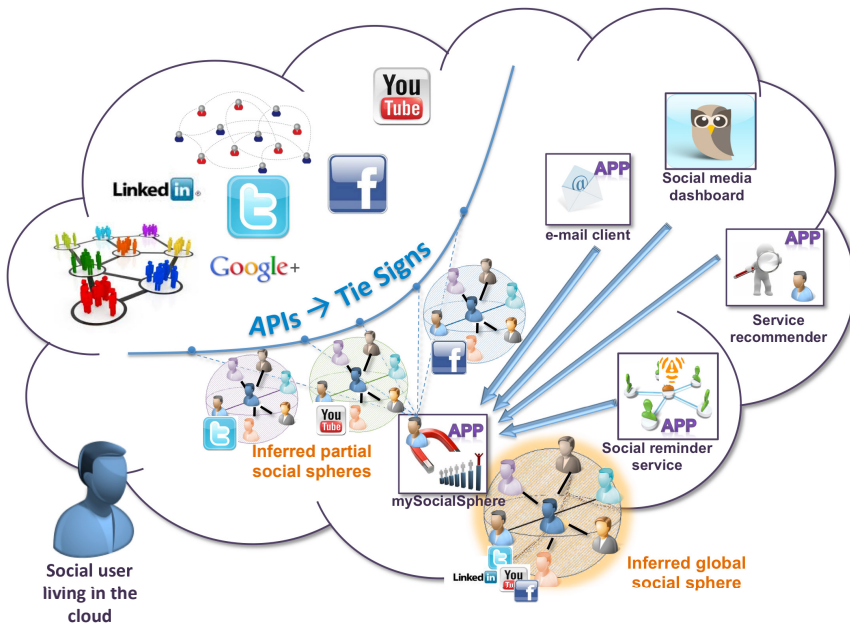 You
Tube
Linked in
Google+
APIs → Tie Signs
APP
e-mail client
Social media
dashboard
APP
Service
recommender
APP
Social reminder
service
You
Tube
Inferred partial
social spheres
APP
mySocialSphere
Linked in
You
Tube
Inferred global
social sphere
Social user
living in the
cloud